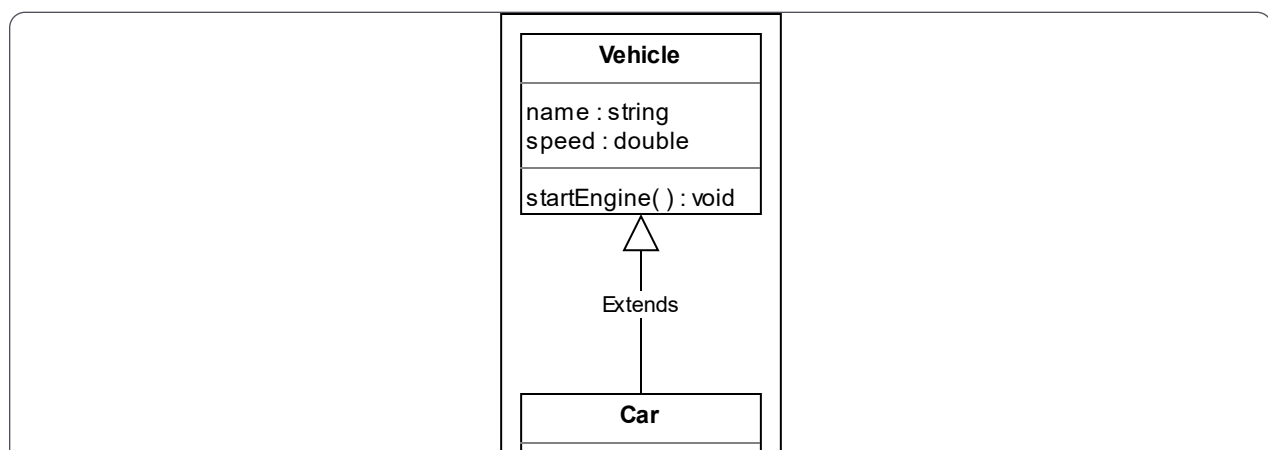 Vehicle
name : string
speed : double
startEngine( ) : void
Extends
Car